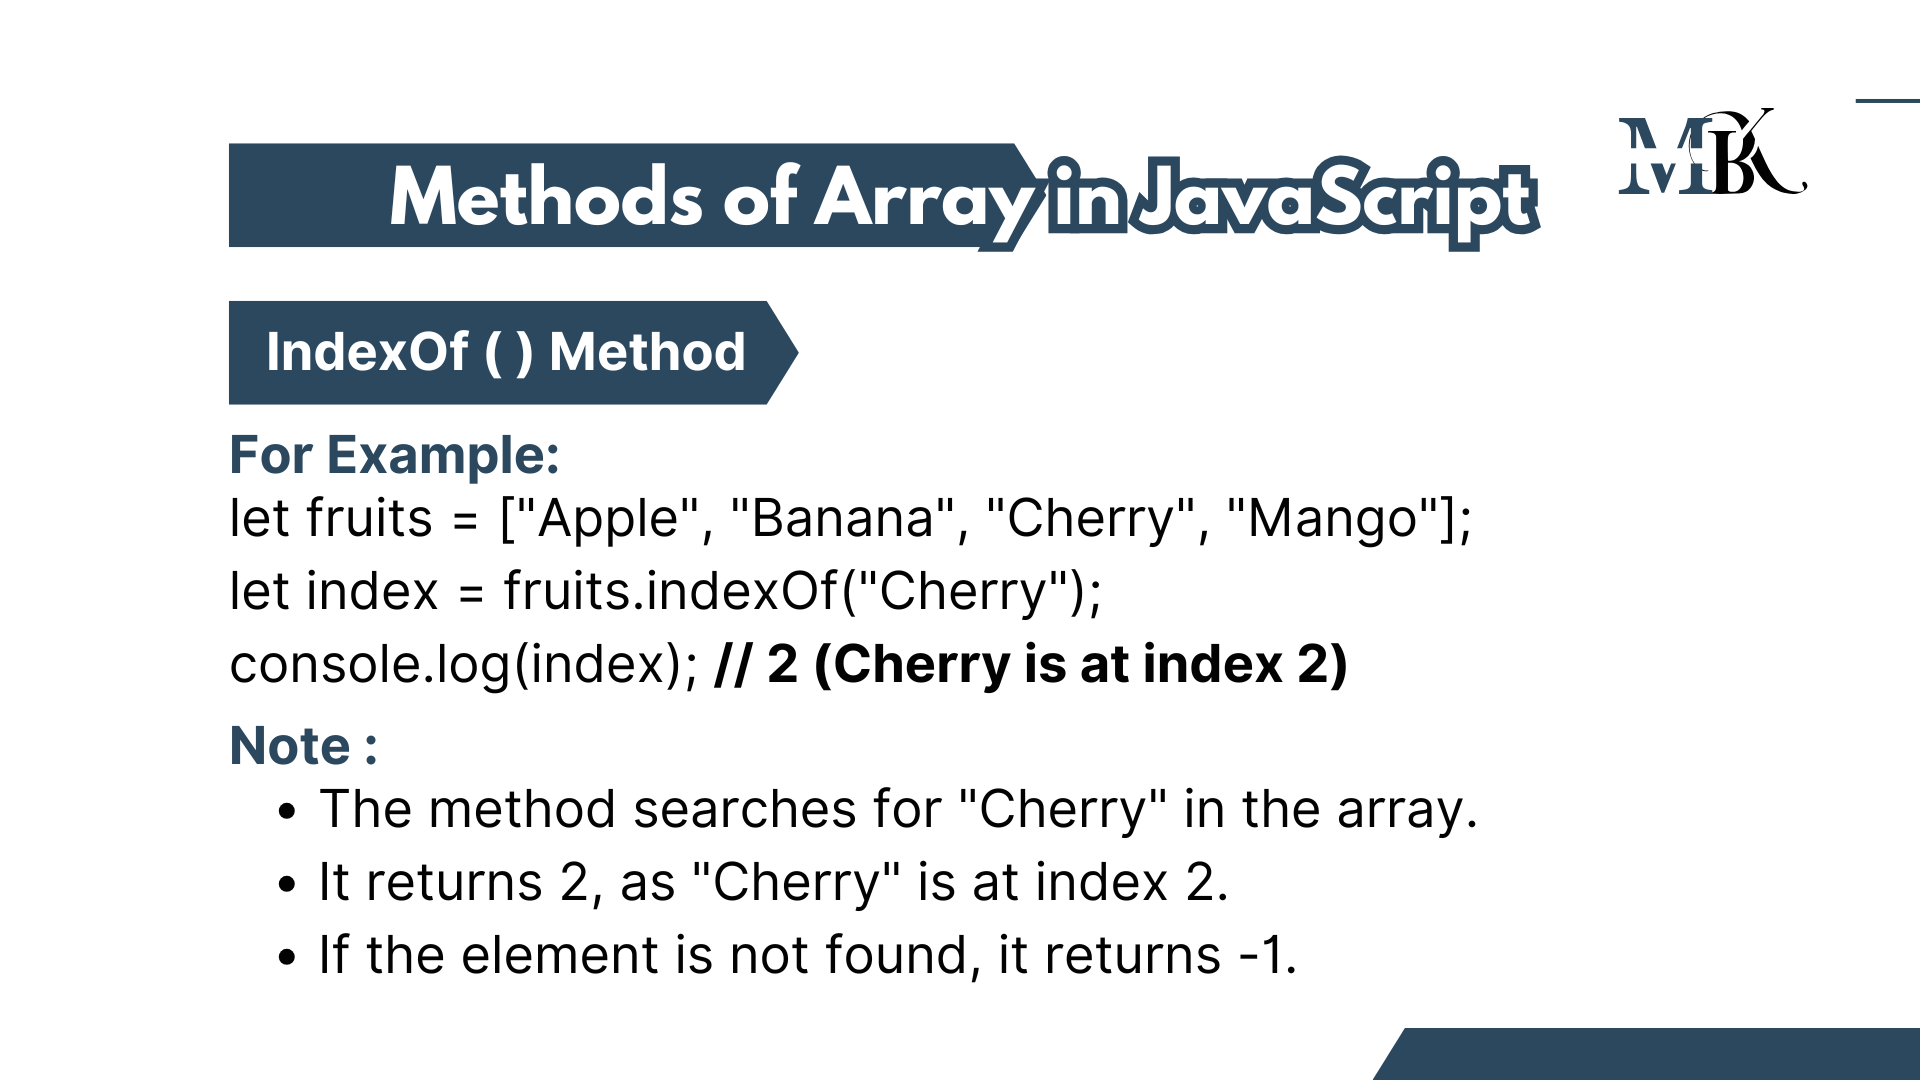 Methods of Array in JavaScript
MBK
IndexOf ( ) Method
For Example:
let fruits = ["Apple", "Banana", "Cherry", "Mango"];
let index = fruits.indexOf("Cherry");
console.log(index); // 2 (Cherry is at index 2)
Note :
• The method searches for "Cherry" in the array.
• It returns 2, as "Cherry" is at index 2.
• If the element is not found, it returns -1.